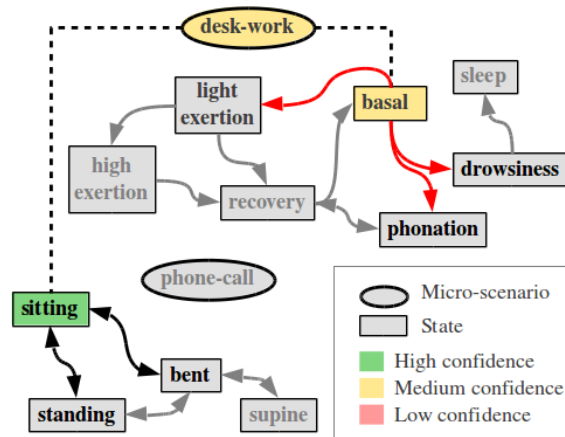 desk-work
light
exertion
basal
sleep
high
exertion
recovery
drowsiness
phonation
phone-call
sitting
bent
standing
supine
Micro-scenario
State
High confidence
Medium confidence
Low confidence